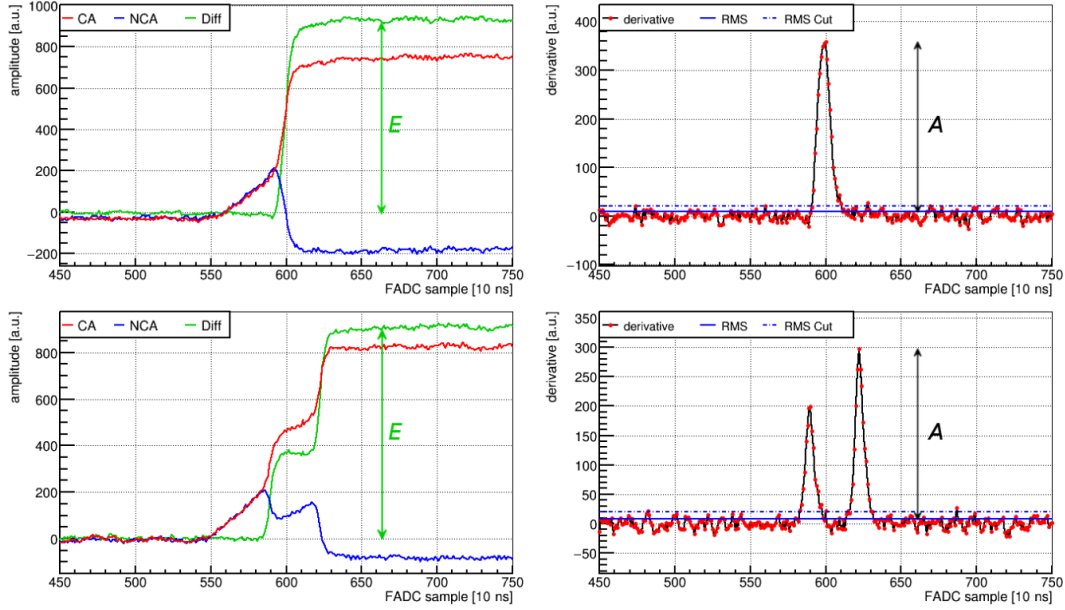 amplitude [a.u.]
1000
800
600
400
200
0
−200
CA NCA Diff
E
450 500 550 600 650 700 750
FADC sample [10 ns]
derivative [a.u.]
400
300
200
100
0
−100
derivative RMS RMS Cut
A
450 500 550 600 650 700 750
FADC sample [10 ns]
amplitude [a.u.]
800
600
400
200
0
CA NCA Diff
E
450 500 550 600 650 700 750
FADC sample [10 ns]
derivative [a.u.]
350
300
250
200
150
100
50
0
−50
derivative RMS RMS Cut
A
450 500 550 600 650 700 750
FADC sample [10 ns]